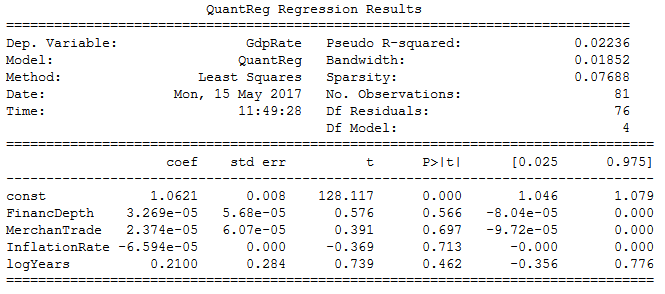 QuantReg Regression Results
==============================================================================
Dep. Variable: GdpRate Pseudo R-squared: 0.02236
Model: QuantReg Bandwidth: 0.01852
Method: Least Squares Sparsity: 0.07688
Date: Mon, 15 May 2017 No. Observations: 81
Time: 11:49:28 Df Residuals: 76
Df Model: 4
==============================================================================
coef std err t P>|t| [0.025 0.975]
------------------------------------------------------------------------------
const 1.0621 0.008 128.117 0.000 1.046 1.079
FinancDepth 3.269e-05 5.68e-05 0.576 0.566 -8.04e-05 0.000
MerchanTrade 2.374e-05 6.07e-05 0.391 0.697 -9.72e-05 0.000
InflationRate -6.594e-05 0.000 -0.369 0.713 -0.000 0.000
logYears 0.2100 0.284 0.739 0.462 -0.356 0.776
==============================================================================